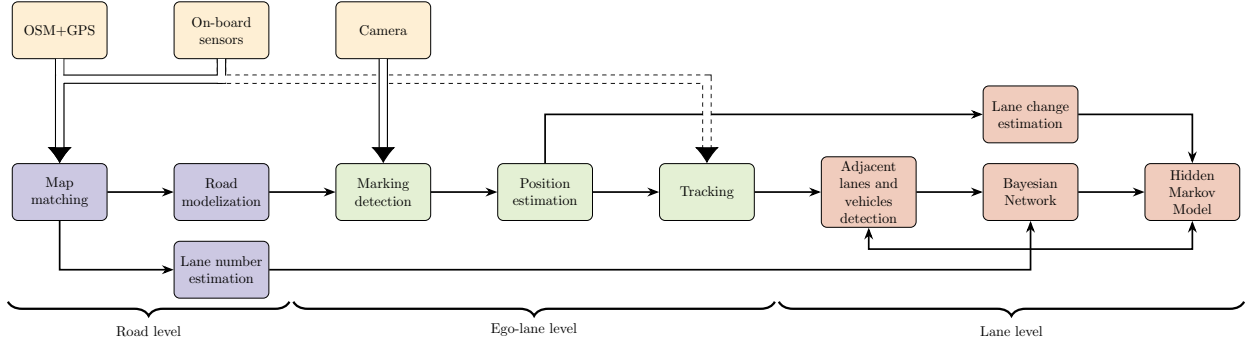 OSM+GPS
On-board
sensors
Camera
Lane change
estimation
Map
matching
Road
modelization
Marking
detection
Position
estimation
Tracking
Adjacent
lanes and
vehicles
detection
Bayesian
Network
Hidden
Markov
Model
Lane number
estimation
Road level
Ego-lane level
Lane level